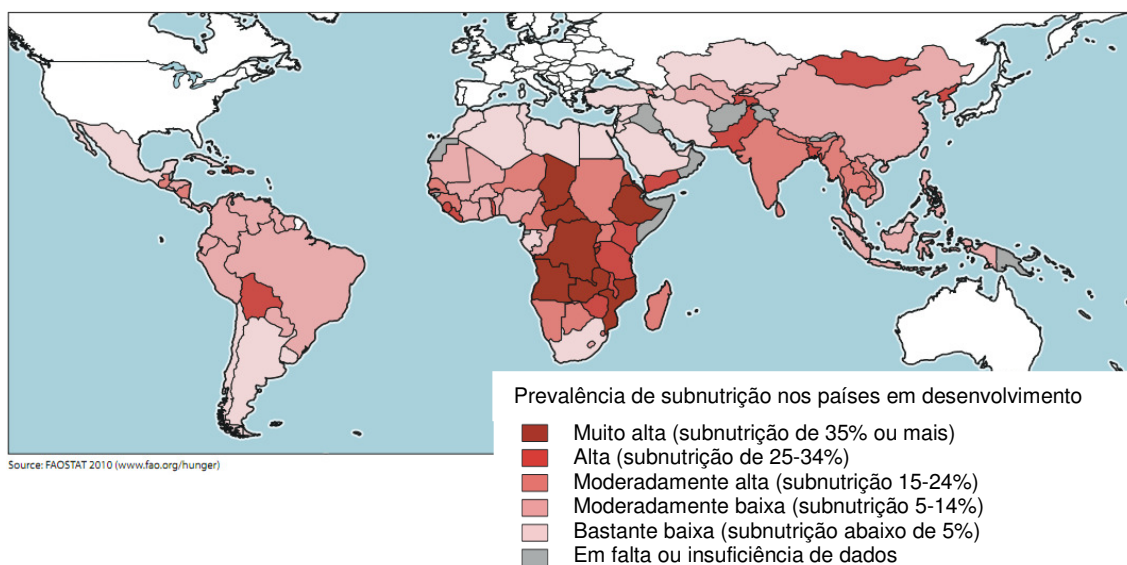 Source: FAOSTAT 2010 (www.fao.org/hunger)
Prevalência de subnutrição nos países em desenvolvimento
Muito alta (subnutrição de 35% ou mais)
Alta (subnutrição de 25-34%)
Moderadamente alta (subnutrição 15-24%)
Moderadamente baixa (subnutrição 5-14%)
Bastante baixa (subnutrição abaixo de 5%)
Em falta ou insuficiência de dados